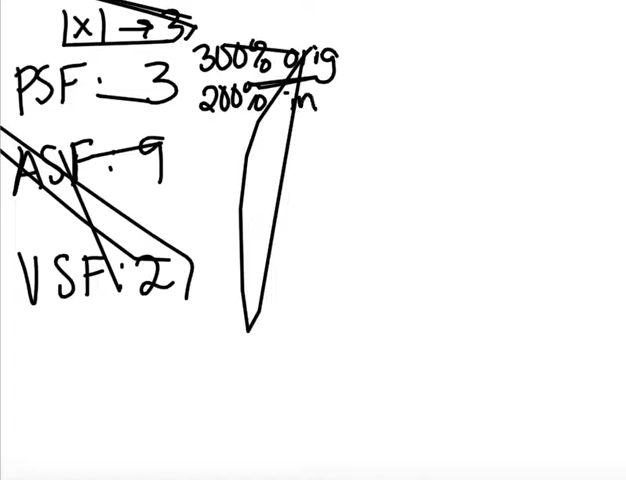 |x| → 3
300% orig
PSF: 3
200% in
ASF: 9
VSF: 27